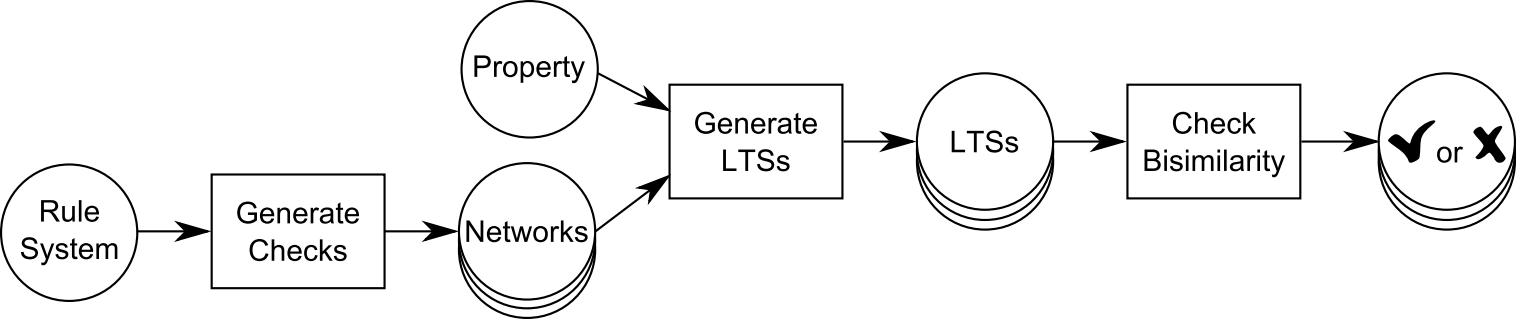 Rule
System
Generate
Checks
Property
Networks
Generate
LTSs
LTSs
Check
Bisimilarity
✔ or ✘